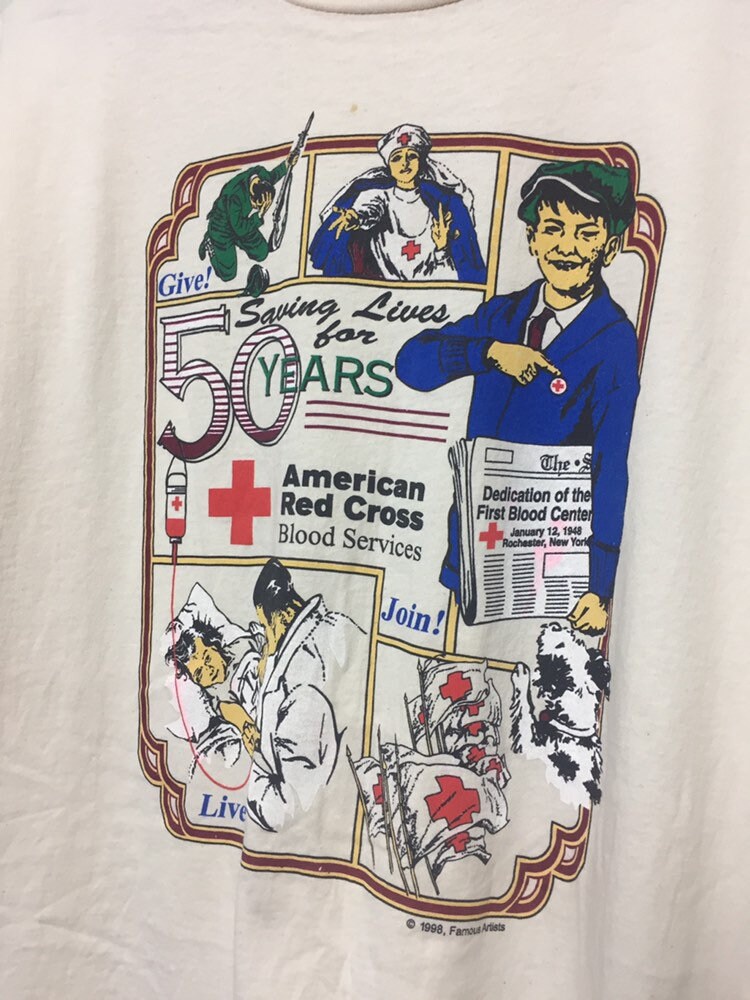 Give!
Saving Lives
for
50 YEARS
American
Red Cross
Blood Services
The
Dedication of the
First Blood Center
January 12, 1948
Rochester, New York
Join!
Live
© 1998, Famous Artists